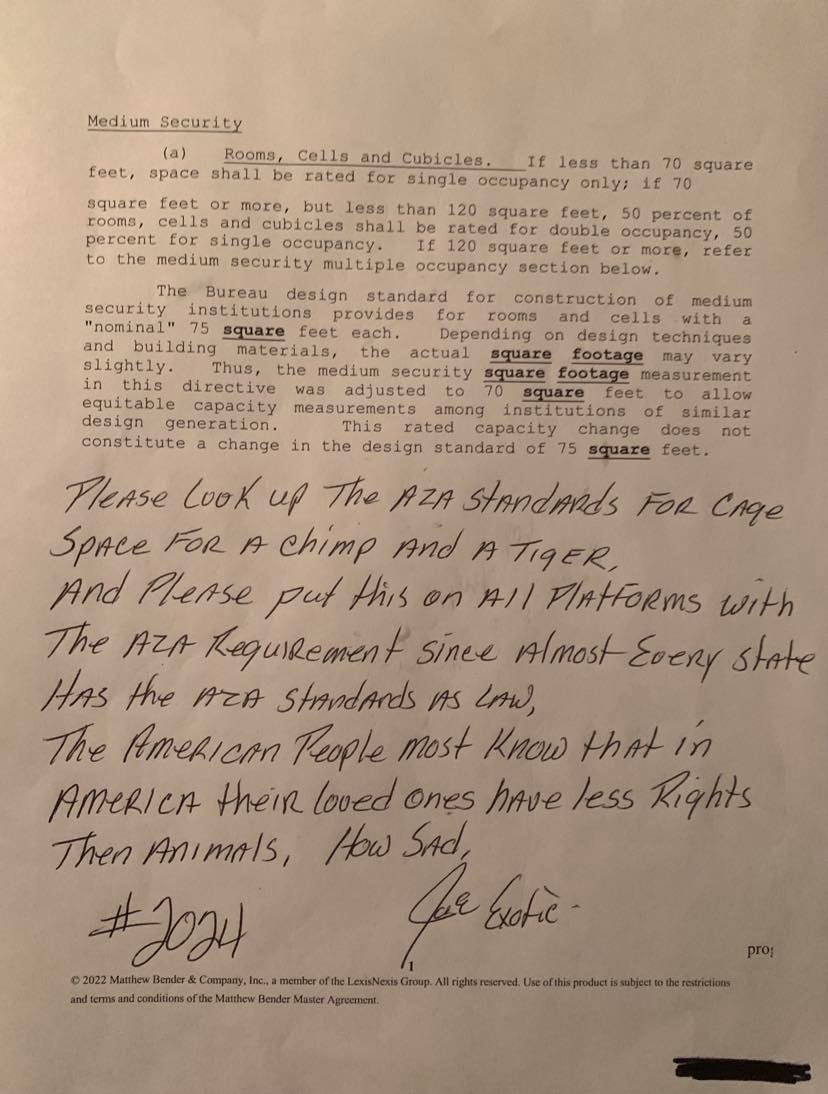 Medium Security
(a) Rooms, Cells and Cubicles. If less than 70 square
feet, space shall be rated for single occupancy only; if 70
square feet or more, but less than 120 square feet, 50 percent of
rooms, cells and cubicles shall be rated for double occupancy, 50
percent for single occupancy. If 120 square feet or more, refer
to the medium security multiple occupancy section below.
The Bureau design standard for construction of medium
security institutions provides for rooms and cells with a
"nominal" 75 square feet each. Depending on design techniques
and building materials, the actual square footage may vary
slightly. Thus, the medium security square footage measurement
in this directive was adjusted to 70 square feet to allow
equitable capacity measurements among institutions of similar
design generation. This rated capacity change does not
constitute a change in the design standard of 75 square feet.
Please Look up The AZA Standards For Cage
Space For A Chimp And A Tiger,
And Please put this on All Platforms with
The AZA Requirement since Almost Every State
Has the AZA Standards as Law,
The American People most Know that in
America their loved ones have less Rights
Then Animals, How Sad,
#2024 Joe Exotic -
1
pro
© 2022 Matthew Bender & Company, Inc., a member of the LexisNexis Group. All rights reserved. Use of this product is subject to the restrictions
and terms and conditions of the Matthew Bender Master Agreement.